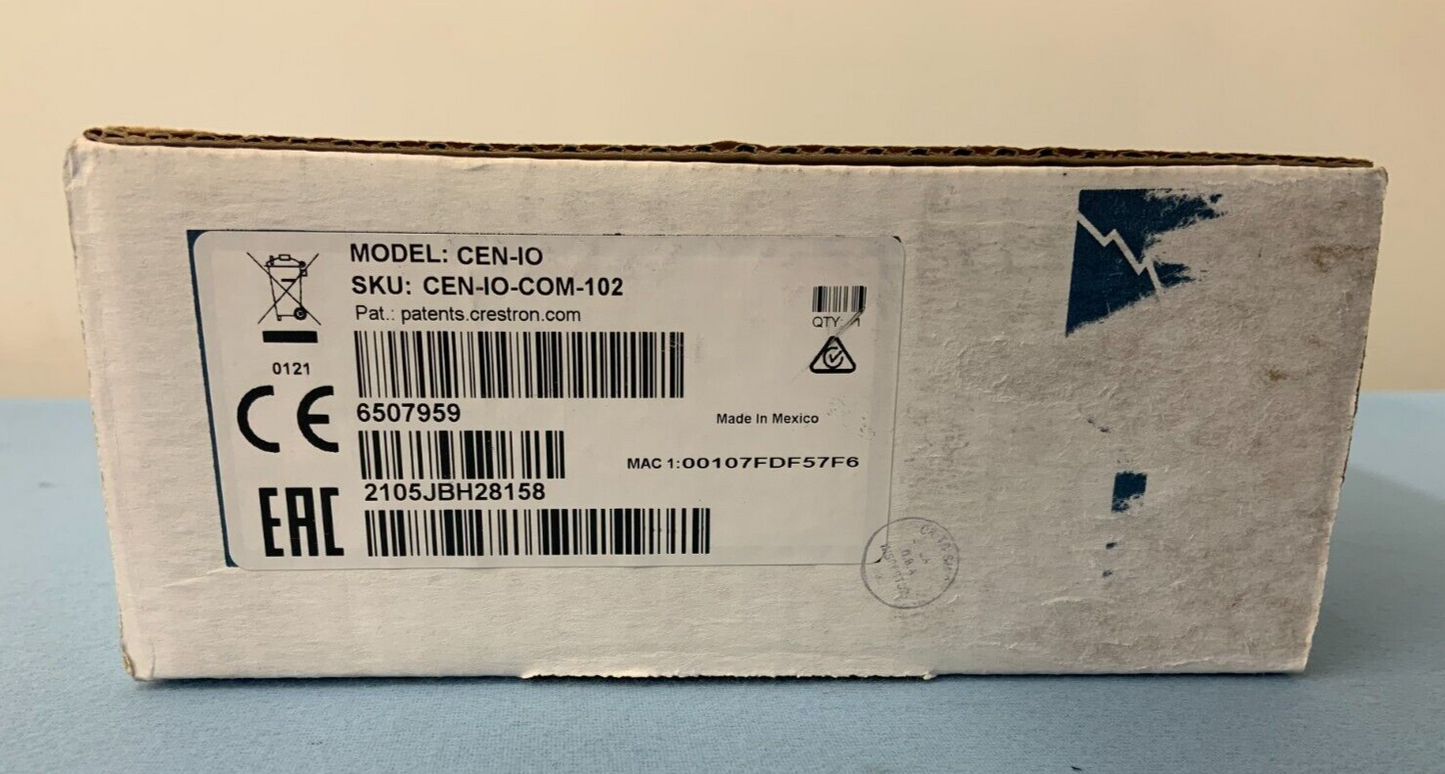 MODEL: CEN-IO
SKU: CEN-IO-COM-102
Pat.: patents.crestron.com
QTY: 1
0121
CE
6507959
Made In Mexico
MAC 1:00107FDF57F6
2105JBH28158
EAC